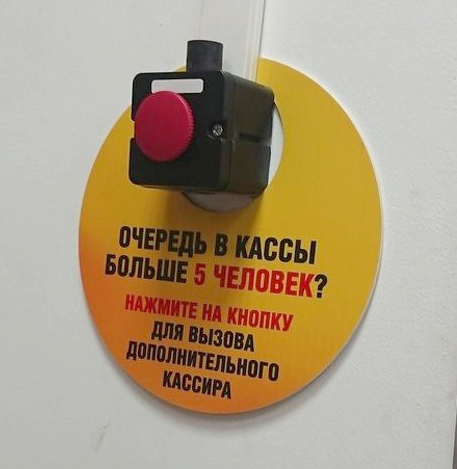 ОЧЕРЕДЬ В КАССЫ
БОЛЬШЕ 5 ЧЕЛОВЕК?
НАЖМИТЕ НА КНОПКУ
ДЛЯ ВЫЗОВА
ДОПОЛНИТЕЛЬНОГО
КАССИРА